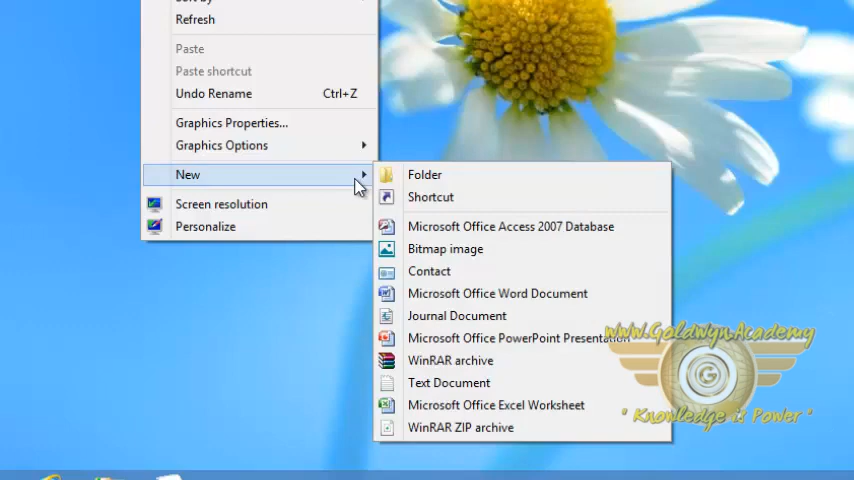 Sort by
Refresh
Paste
Paste shortcut
Undo Rename Ctrl+Z
Graphics Properties...
Graphics Options
New
Screen resolution
Personalize
Folder
Shortcut
Microsoft Office Access 2007 Database
Bitmap image
Contact
Microsoft Office Word Document
Journal Document
Microsoft Office PowerPoint Presentation
WinRAR archive
Text Document
Microsoft Office Excel Worksheet
WinRAR ZIP archive
www.GoldwynAcademy
G
" Knowledge is Power "